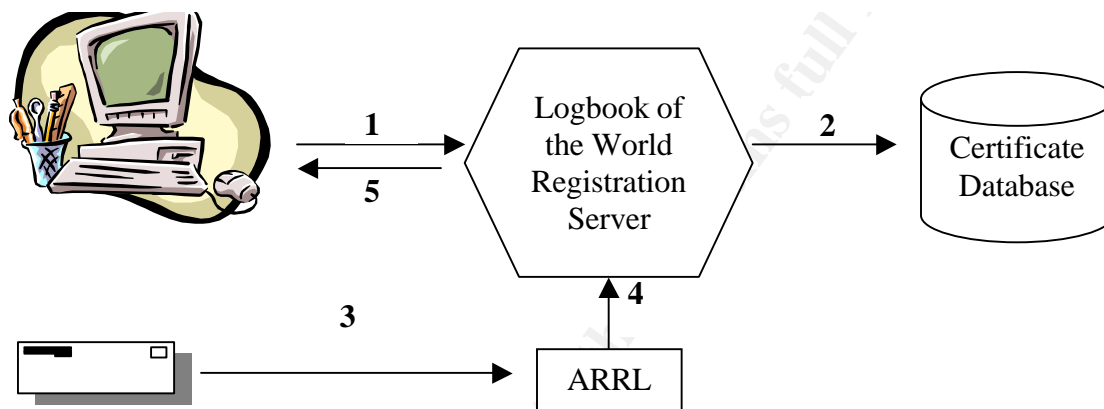 1
5
Logbook of
the World
Registration
Server
2
Certificate
Database
3
4
ARRL